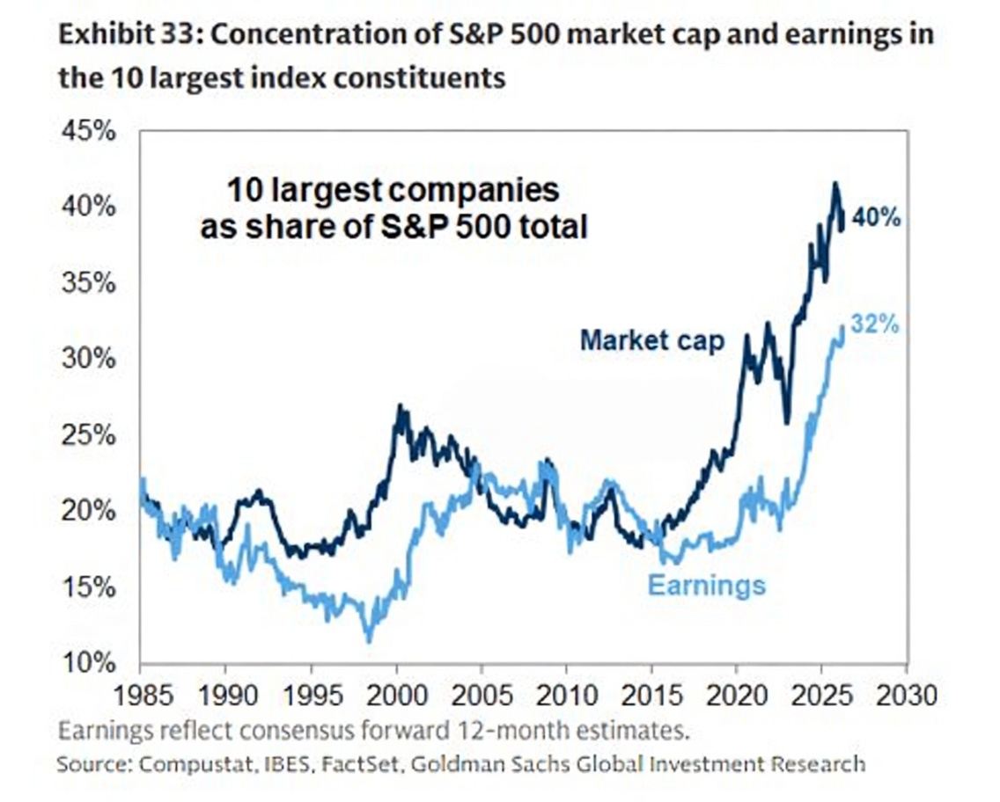 Exhibit 33: Concentration of S&P 500 market cap and earnings in
the 10 largest index constituents
45%
10 largest companies
as share of S&P 500 total
40%
40%
35%
32%
Market cap
30%
25%
20%
Earnings
15%
10%
1985 1990 1995 2000 2005 2010 2015 2020 2025 2030
Earnings reflect consensus forward 12-month estimates.
Source: Compustat, IBES, FactSet, Goldman Sachs Global Investment Research